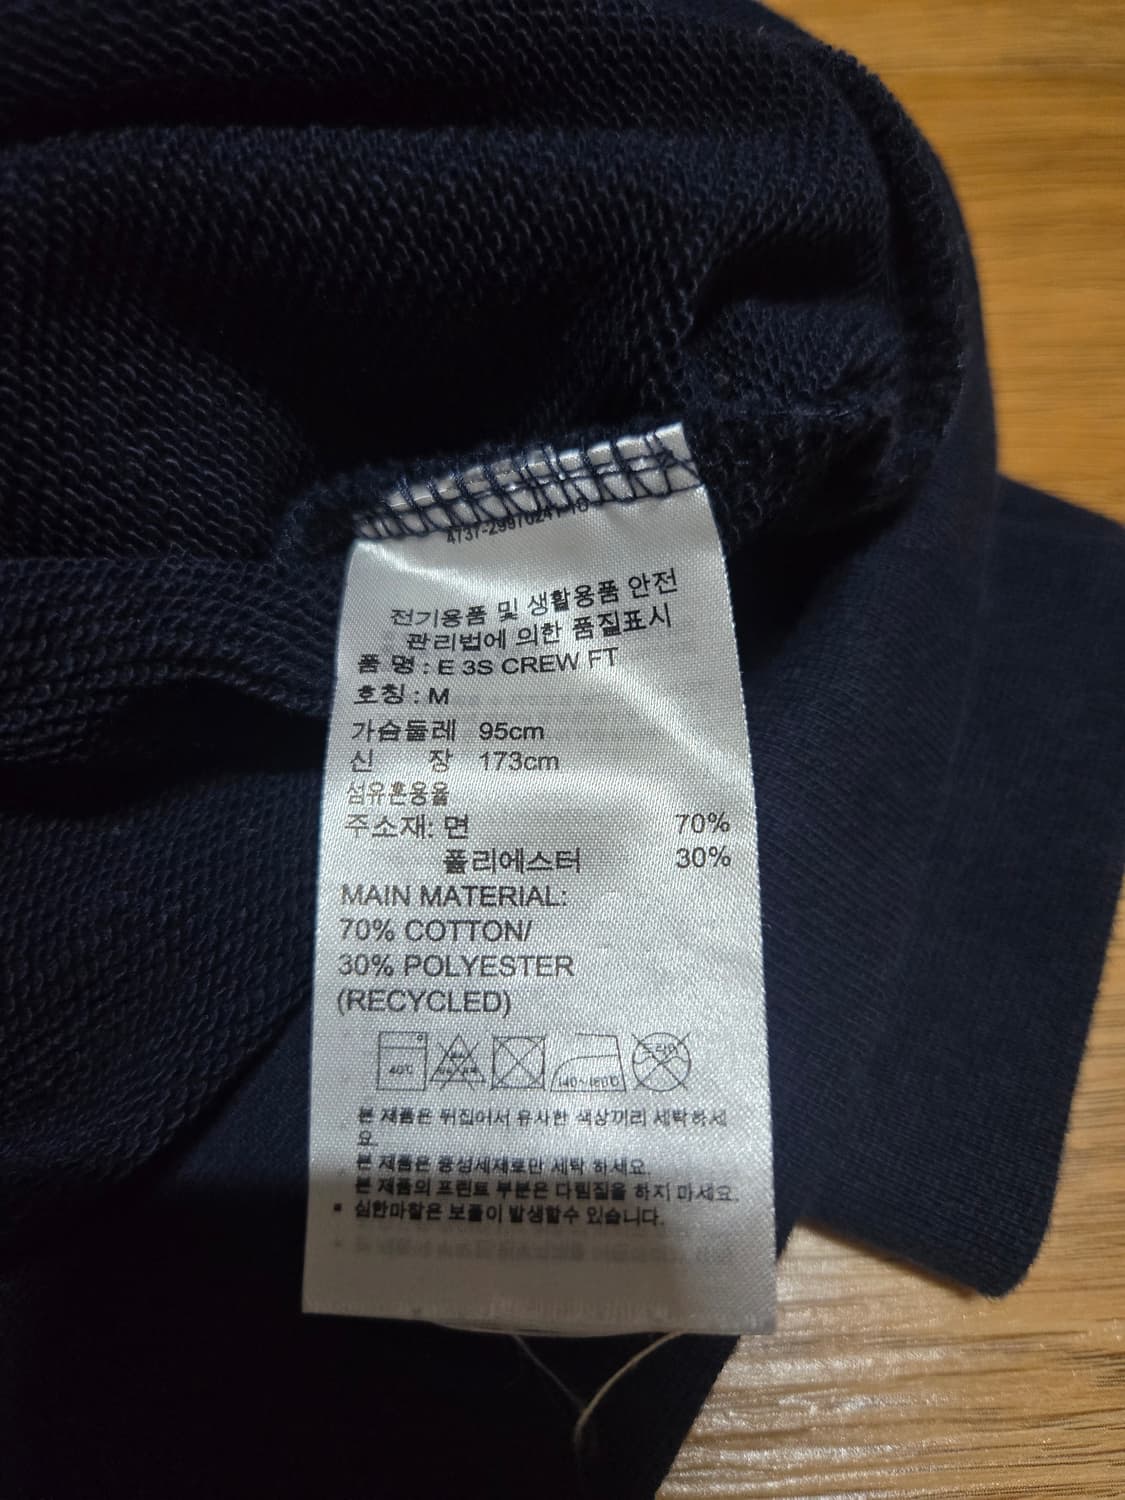 전기용품 및 생활용품 안전
관리법에 의한 품질표시
품 명 : E 3S CREW FT
호칭 : M
가슴둘레 95cm
신 장 173cm
섬유혼용율
주소재: 면 70%
폴리에스터 30%
MAIN MATERIAL:
70% COTTON/
30% POLYESTER
(RECYCLED)
40℃ 140~160℃ 드라이
본 제품은 뒤집어서 유사한 색상끼리 세탁하세
요.
본 제품은 중성세제로만 세탁 하세요.
본 제품의 프린트 부분은 다림질을 하지 마세요.
심한마찰은 보풀이 발생할수 있습니다.